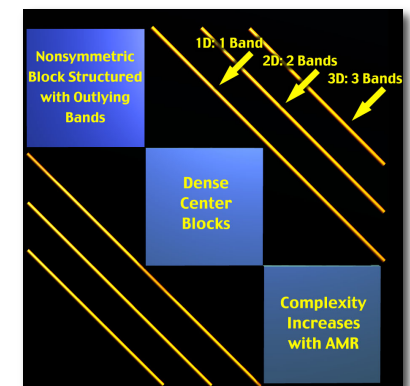 1D: 1 Band
2D: 2 Bands
3D: 3 Bands
Nonsymmetric
Block Structured
with Outlying
Bands
Dense
Center
Blocks
Complexity
Increases
with AMR